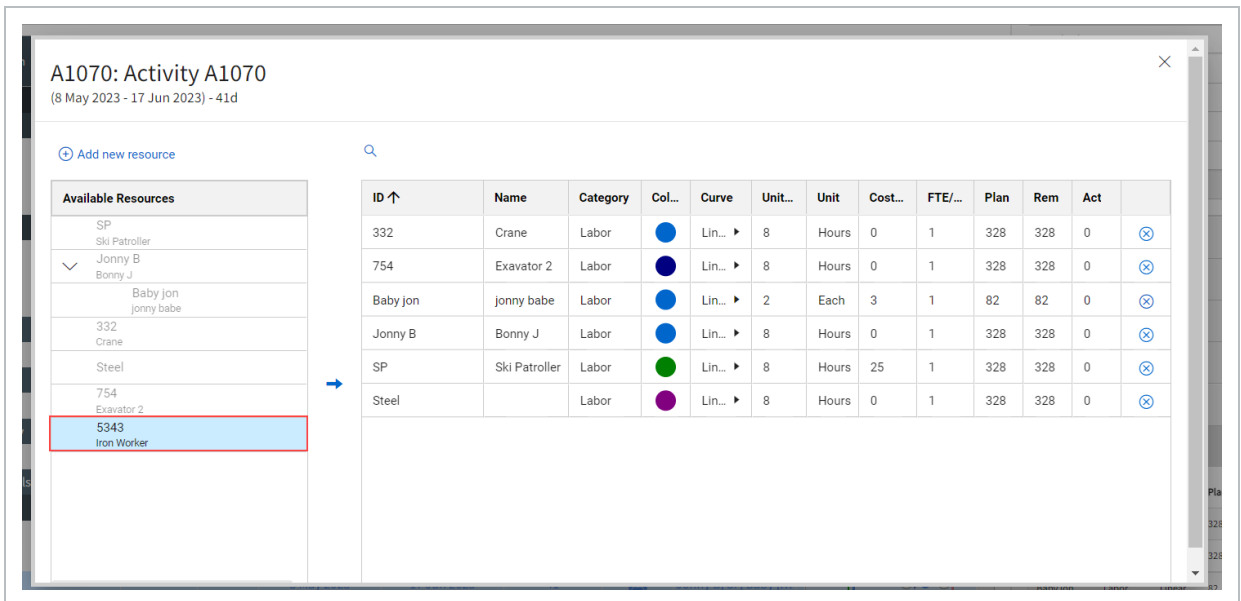 A1070: Activity A1070
(8 May 2023 - 17 Jun 2023) - 41d
Add new resource
Available Resources
SP
Ski Patroller
Jonny B
Bonny J
Baby jon
jonny babe
332
Crane
Steel
754
Exavator 2
5343
Iron Worker
ID Name Category Col... Curve Unit... Unit Cost... FTE/... Plan Rem Act
332 Crane Labor Lin... 8 Hours 0 1 328 328 0
754 Exavator 2 Labor Lin... 8 Hours 0 1 328 328 0
Baby jon jonny babe Labor Lin... 2 Each 3 1 82 82 0
Jonny B Bonny J Labor Lin... 8 Hours 0 1 328 328 0
SP Ski Patroller Labor Lin... 8 Hours 25 1 328 328 0
Steel Labor Lin... 8 Hours 0 1 328 328 0
Pla
328
328